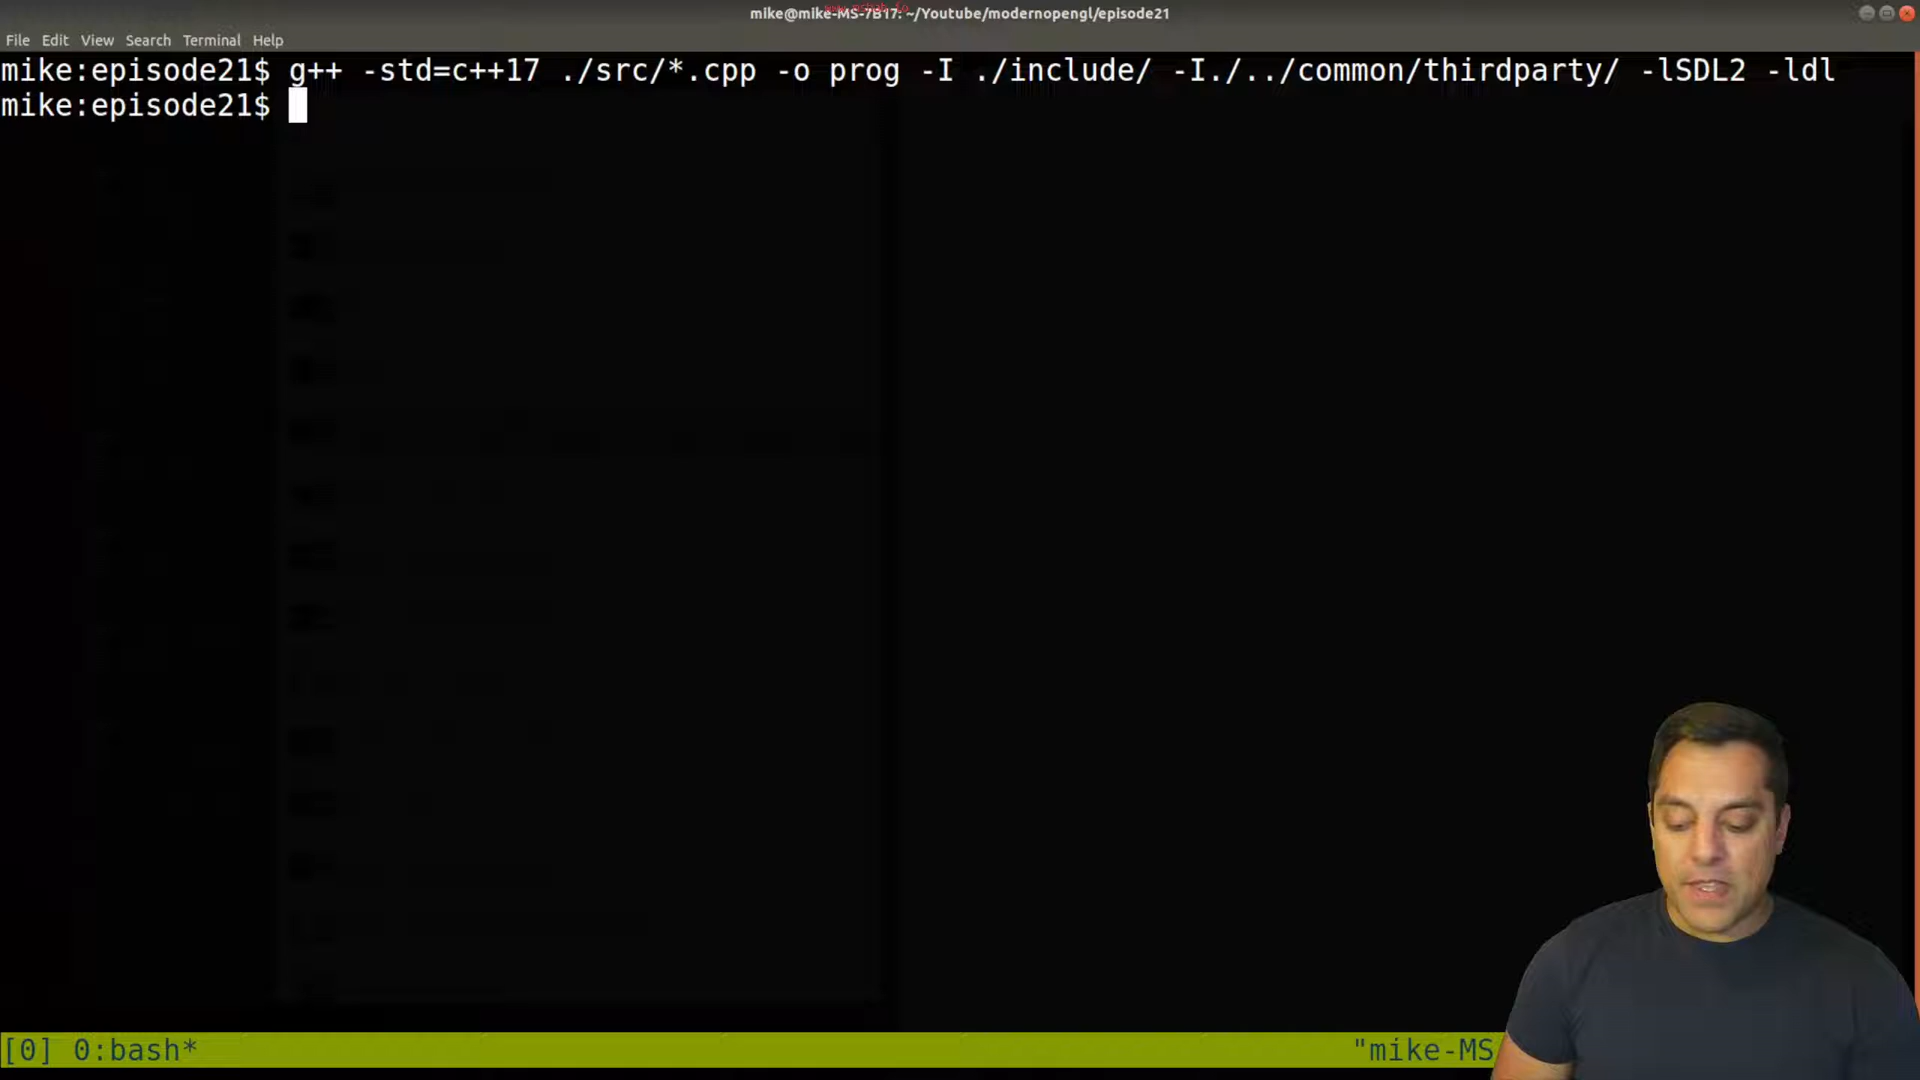 mike@mike-MS-7B17: ~/Youtube/modernopengl/episode21
File Edit View Search Terminal Help
mike:episode21$ g++ -std=c++17 ./src/*.cpp -o prog -I ./include/ -I./../common/thirdparty/ -lSDL2 -ldl
mike:episode21$
[0] 0:bash* "mike-MS